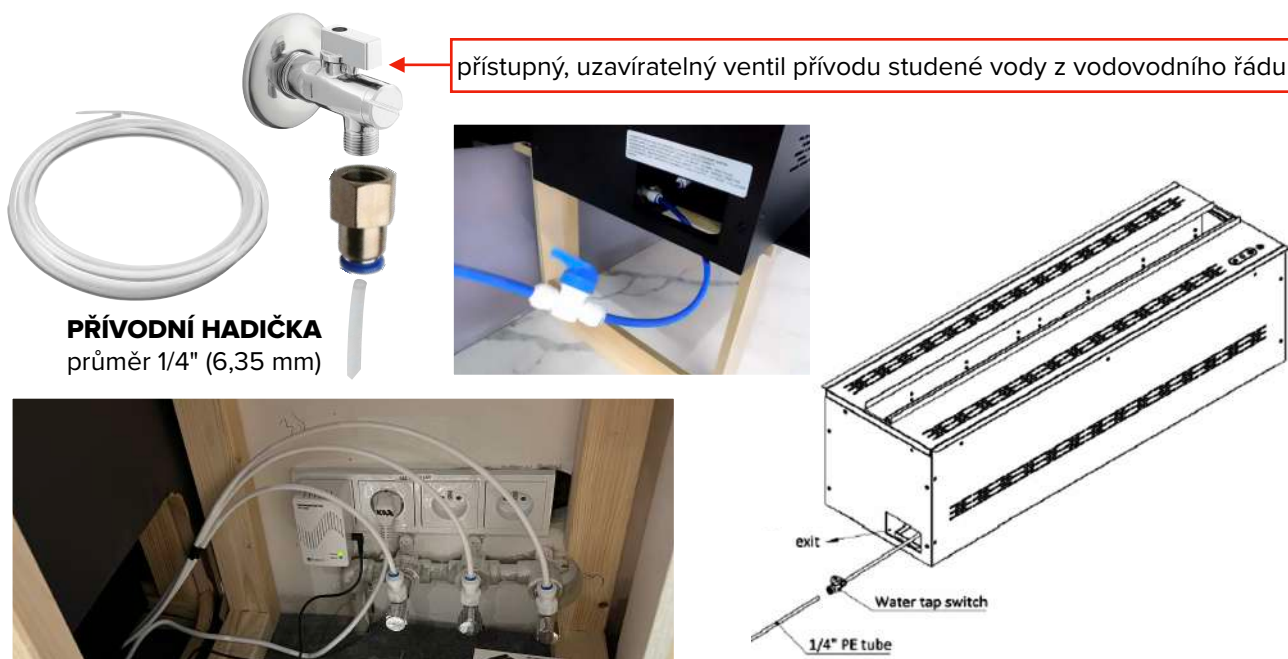 přístupný, uzavíratelný ventil přívodu studené vody z vodovodního řádu
PŘÍVODNÍ HADIČKA
průměr 1/4" (6,35 mm)
exit
Water tap switch
1/4" PE tube